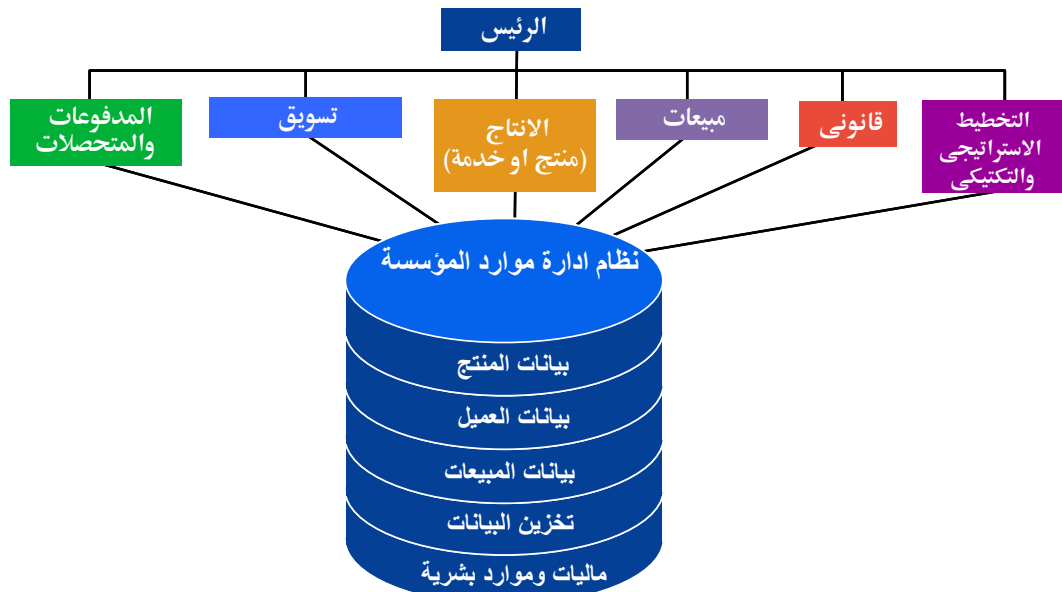 الرئيس
التخطيط
الاستراتيجى
والتكتيكى
قانونى
مبيعات
الانتاج
(منتج او خدمة)
تسويق
المدفوعات
والمتحصلات
نظام ادارة موارد المؤسسة
بيانات المنتج
بيانات العميل
بيانات المبيعات
تخزين البيانات
ماليات وموارد بشرية